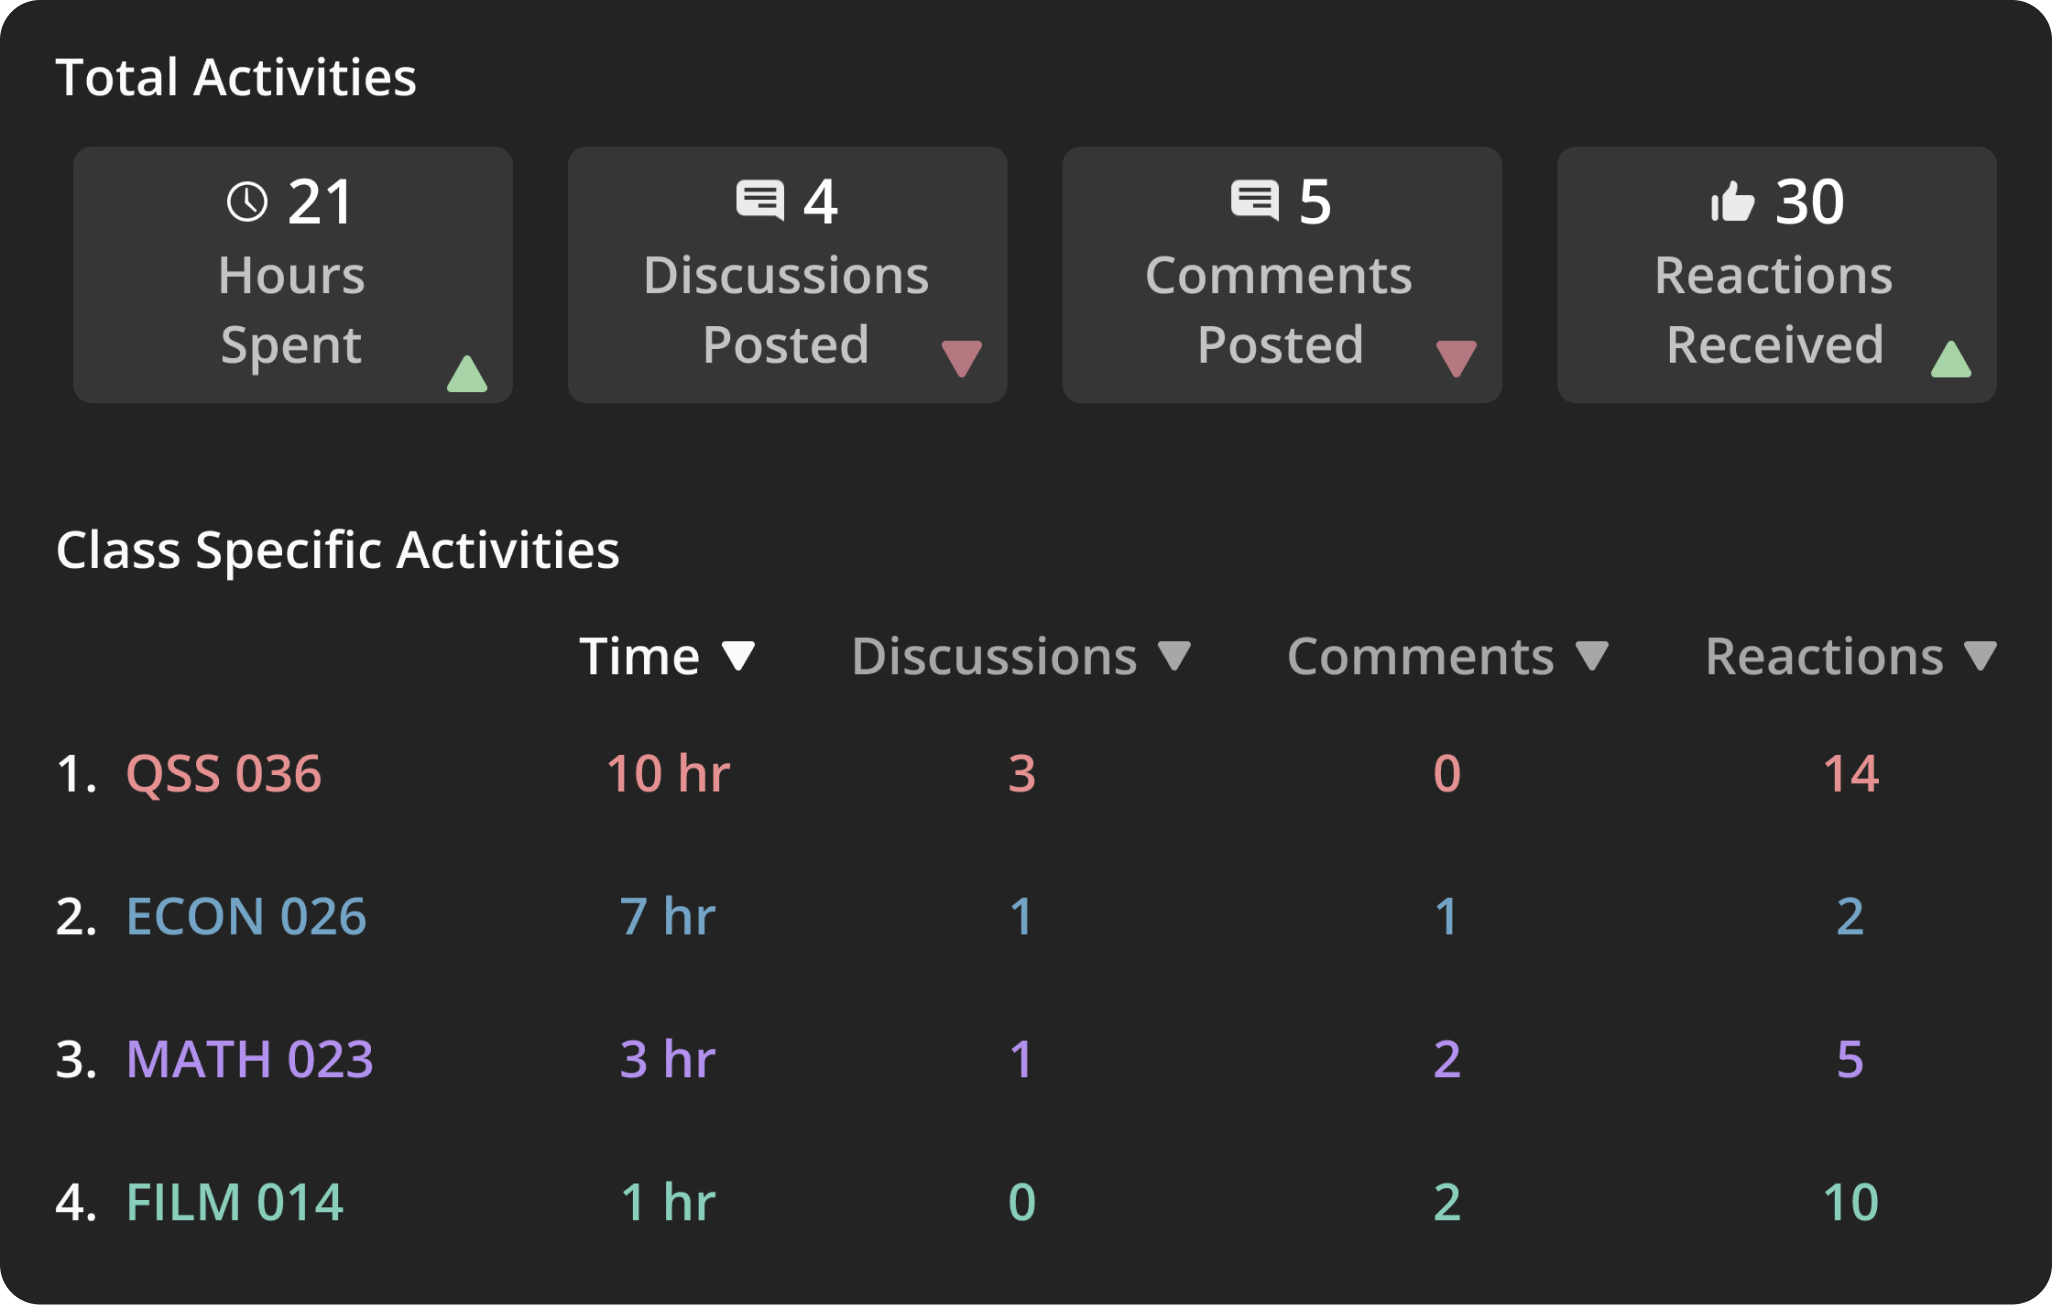 Total Activities
21
Hours
Spent
4
Discussions
Posted
5
Comments
Posted
30
Reactions
Received
Class Specific Activities
Time Discussions Comments Reactions
1. QSS 036 10 hr 3 0 14
2. ECON 026 7 hr 1 1 2
3. MATH 023 3 hr 1 2 5
4. FILM 014 1 hr 0 2 10